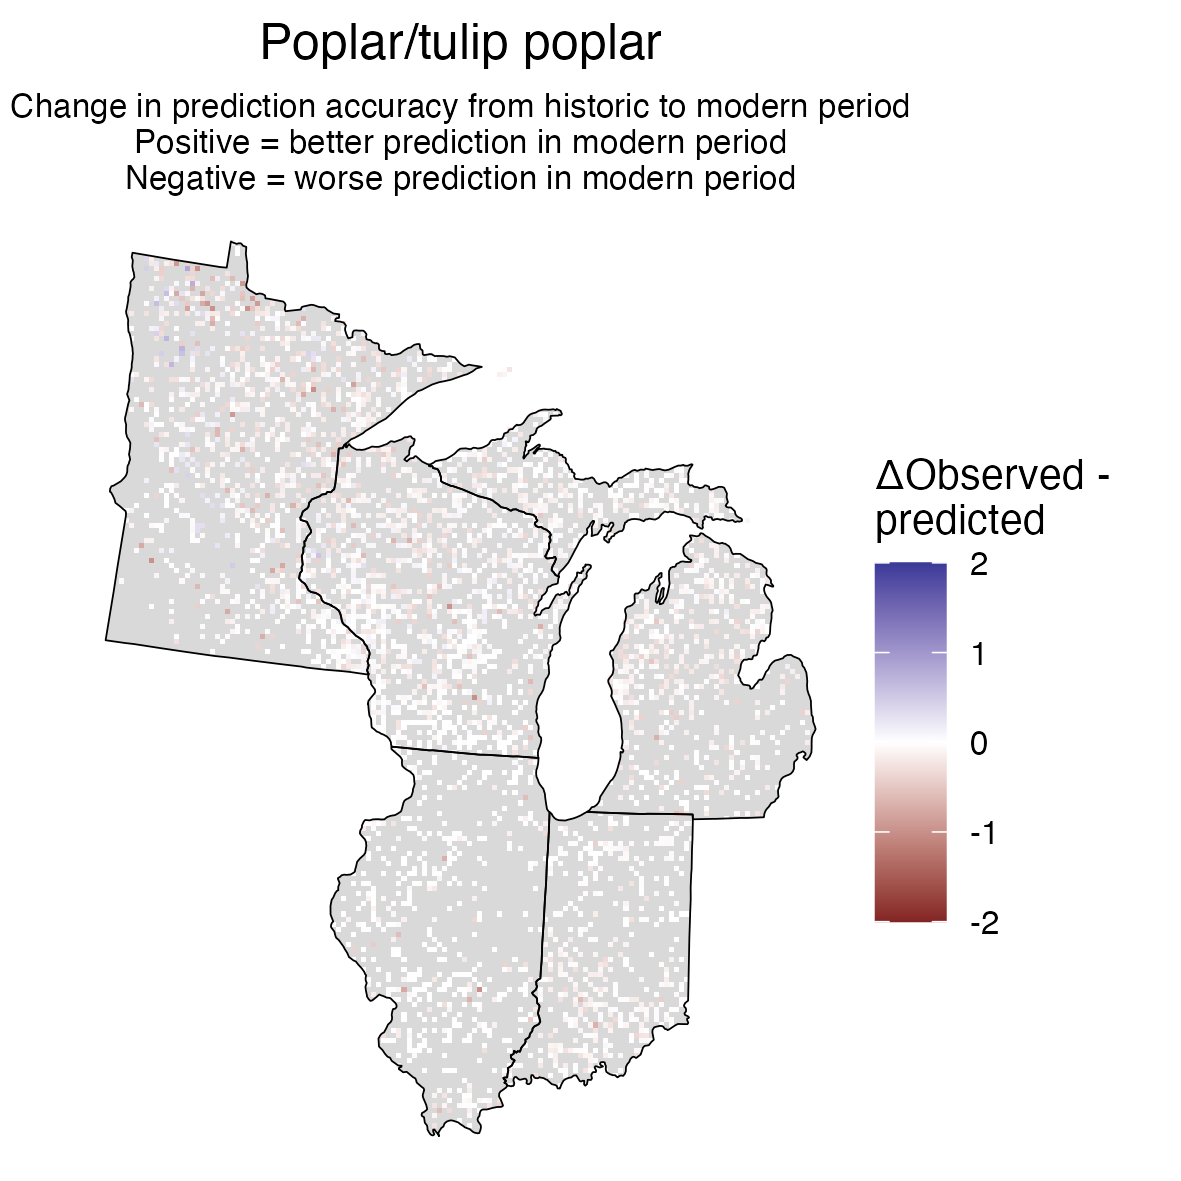 Poplar/tulip poplar
Change in prediction accuracy from historic to modern period
Positive = better prediction in modern period
Negative = worse prediction in modern period
ΔObserved -
predicted
2
1
0
-1
-2